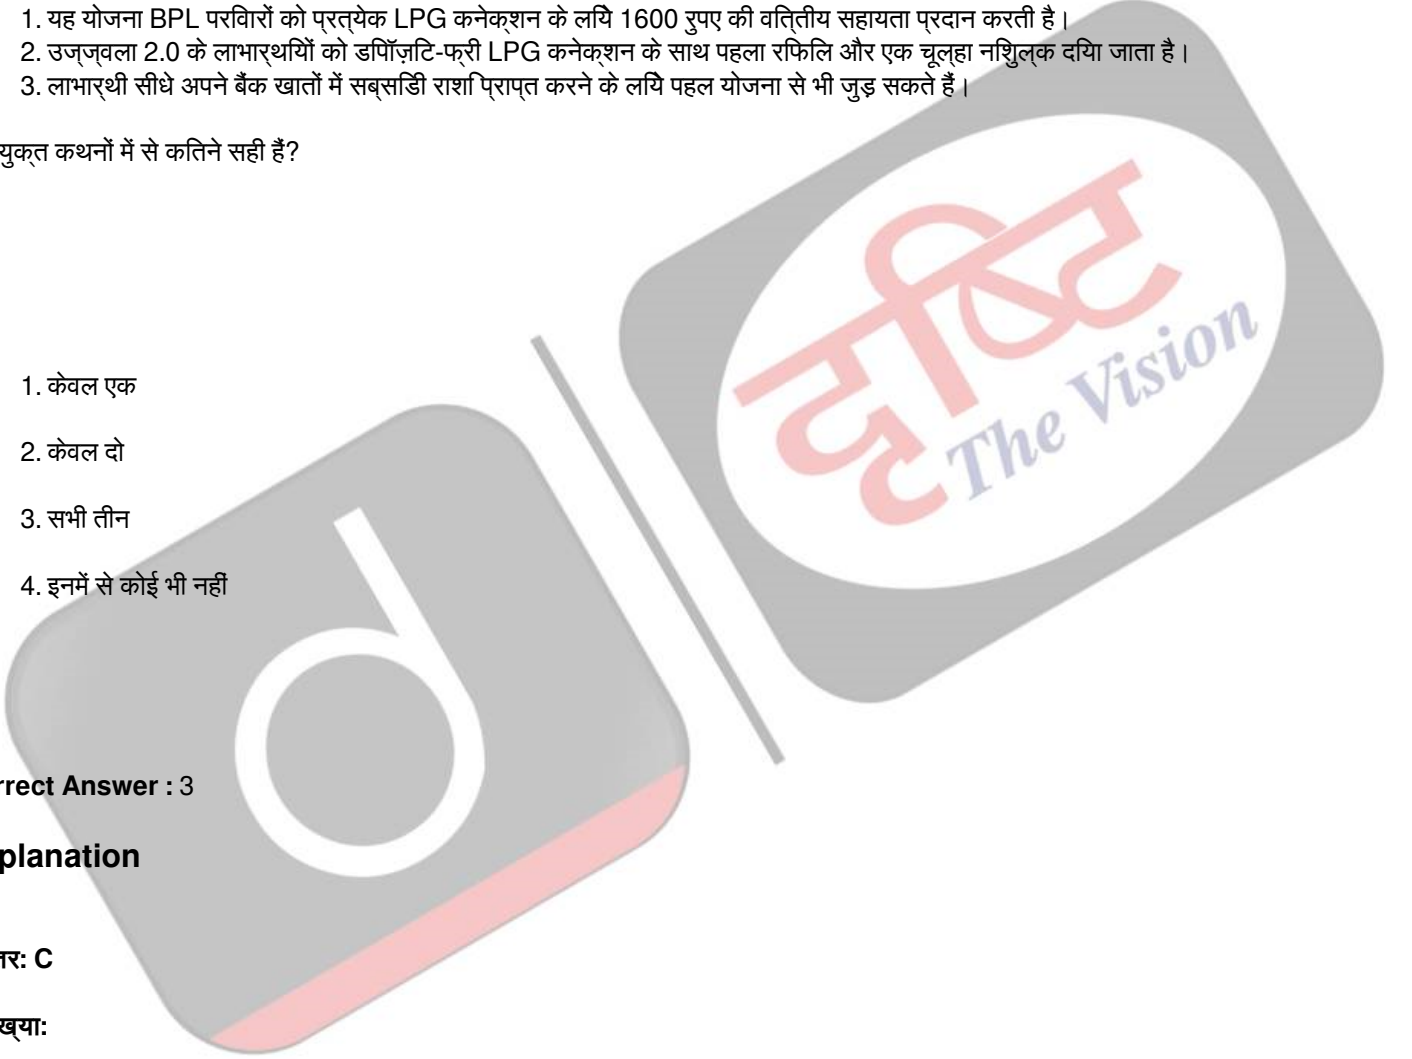 1. यह योजना BPL परिवारों को प्रत्येक LPG कनेक्शन के लिये 1600 रुपए की वित्तीय सहायता प्रदान करती है।
2. उज्ज्वला 2.0 के लाभार्थियों को डिपॉज़िट-फ्री LPG कनेक्शन के साथ पहला रिफिल और एक चूल्हा निशुल्क दिया जाता है।
3. लाभार्थी सीधे अपने बैंक खातों में सब्सिडी राशि प्राप्त करने के लिये पहल योजना से भी जुड़ सकते हैं।
युक्त कथनों में से कितने सही हैं?
दृष्टि
The Vision
1. केवल एक
2. केवल दो
3. सभी तीन
4. इनमें से कोई भी नहीं
d
rrect Answer : 3
planation
तर: C
ख्या: